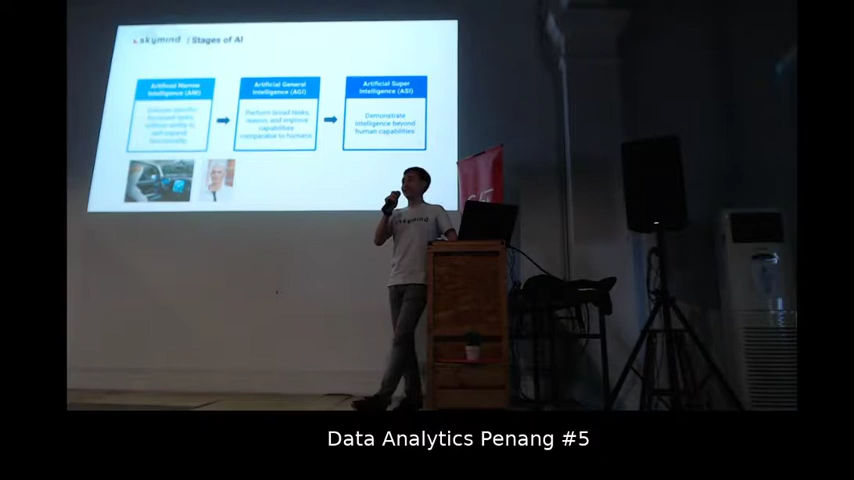 skymind | Stages of AI
Artificial Narrow
Intelligence (ANI)
Artificial General
Intelligence (AGI)
Perform broad tasks,
reason, and improve
capabilities
comparable to humans
Artificial Super
Intelligence (ASI)
Demonstrate
intelligence beyond
human capabilities
skymind
Data Analytics Penang #5